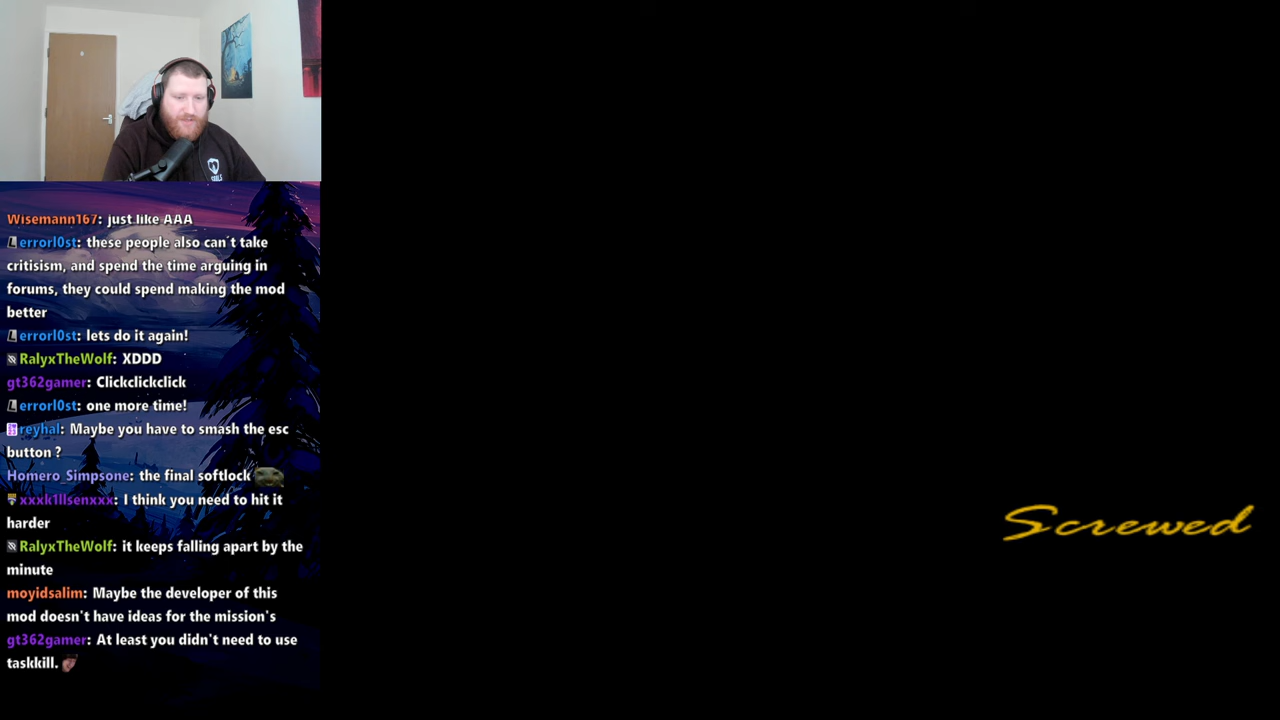 Wisemann167: just like AAA
errorl0st: these people also can't take
critisism, and spend the time arguing in
forums, they could spend making the mod
better
errorl0st: lets do it again!
RalyxTheWolf: XDDD
gt362gamer: Clickclickclick
errorl0st: one more time!
reyhal: Maybe you have to smash the esc
button ?
Homero_Simpsone: the final softlock
xxxk1llsenxxx: I think you need to hit it
harder
RalyxTheWolf: it keeps falling apart by the
minute
moyidsalim: Maybe the developer of this
mod doesn't have ideas for the mission's
gt362gamer: At least you didn't need to use
taskkill.
Screwed